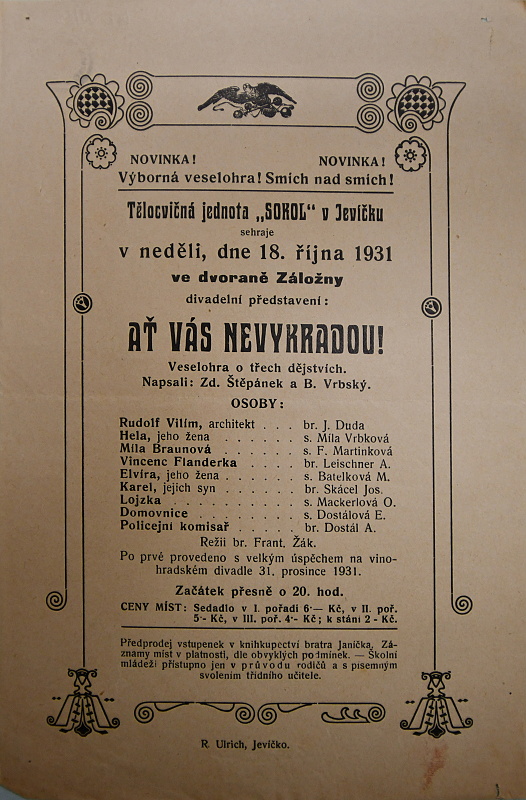 NOVINKA! NOVINKA!
Výborná veselohra! Smích nad smích!
Tělocvičná jednota „SOKOL“ v Jevíčku
sehraje
v neděli, dne 18. října 1931
ve dvoraně Záložny
divadelní představení:
AŤ VÁS NEVYKRADOU!
Veselohra o třech dějstvích.
Napsali: Zd. Štěpánek a B. Vrbský.
OSOBY:
Rudolf Vilím, architekt . . . br. J. Duda
Hela, jeho žena . . . . . . s. Míla Vrbková
Míla Braunová . . . . . . s. F. Martinková
Vincenc Flanderka . . . . br. Leischner A.
Elvíra, jeho žena . . . . . s. Batelková M.
Karel, jejich syn . . . . . br. Skácel Jos.
Lojzka . . . . . . . . . . s. Mackerlová O.
Domovnice . . . . . . . . s. Dostálová E.
Policejní komisař . . . . . br. Dostál A.
Režii br. Frant. Žák.
Po prvé provedeno s velkým úspěchem na vino-
hradském divadle 31. prosince 1931.
Začátek přesně o 20. hod.
CENY MÍST: Sedadlo v I. pořadí 6·— Kč, v II. poř.
5·- Kč, v III. poř. 4·- Kč; k stání 2 - Kč.
Předprodej vstupenek v knihkupectví bratra Janíčka. Zá-
znamy míst v platnosti, dle obvyklých podmínek. — Školní
mládeži přístupno jen v průvodu rodičů a s písemným
svolením třídního učitele.
R. Ulrich, Jevíčko.